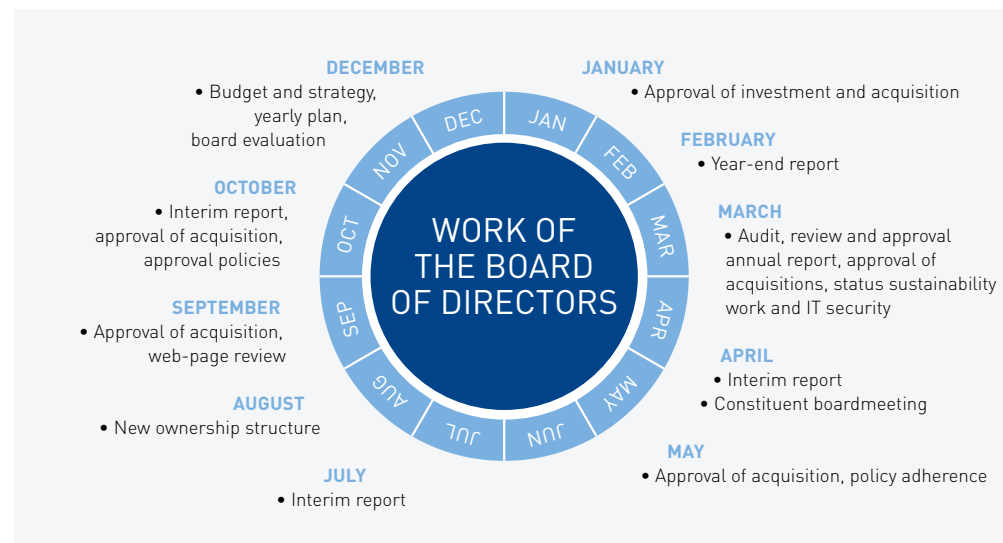 WORK OF
THE BOARD
OF DIRECTORS
JAN
FEB
MAR
APR
MAY
JUN
JUL
AUG
SEP
OCT
NOV
DEC
JANUARY
• Approval of investment and acquisition
FEBRUARY
• Year-end report
MARCH
• Audit, review and approval
annual report, approval of
acquisitions, status sustainability
work and IT security
APRIL
• Interim report
• Constituent boardmeeting
MAY
• Approval of acquisition, policy adherence
JULY
• Interim report
AUGUST
• New ownership structure
SEPTEMBER
• Approval of acquisition,
web-page review
OCTOBER
• Interim report,
approval of acquisition,
approval policies
DECEMBER
• Budget and strategy,
yearly plan,
board evaluation